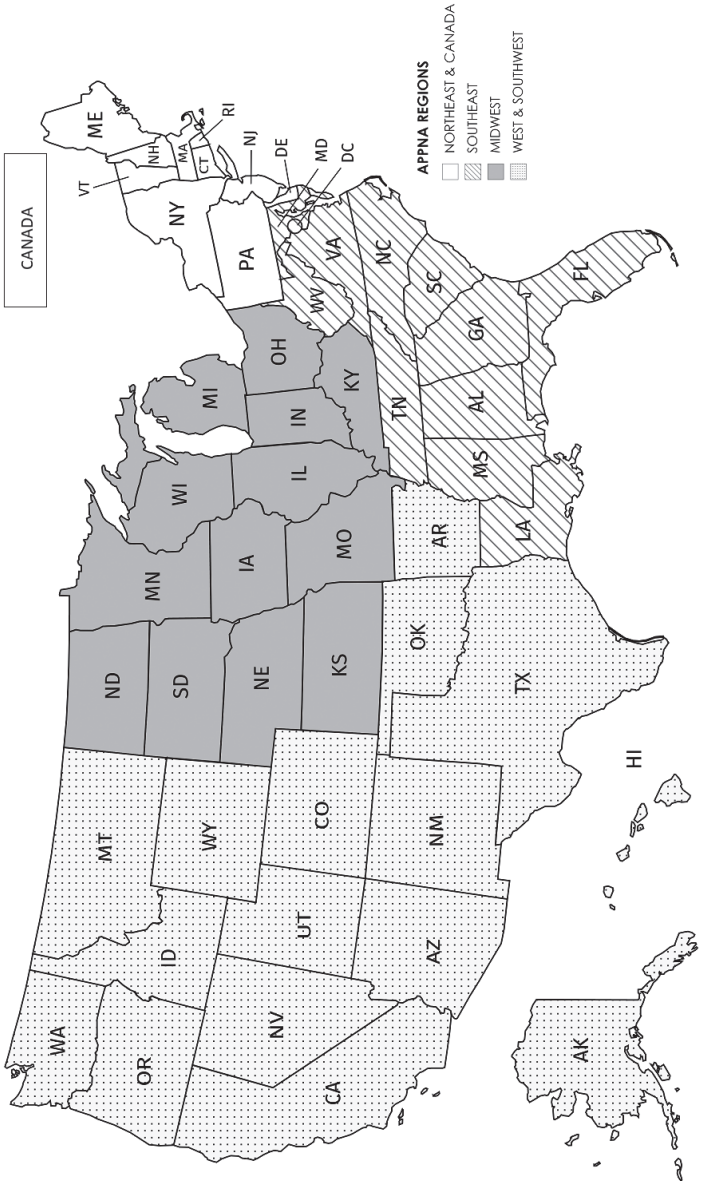 CANADA
ME
VT
NH
MA
RI
CT
NY
NJ
PA
DE
MD
DC
APPNA REGIONS
NORTHEAST & CANADA
SOUTHEAST
MIDWEST
WEST & SOUTHWEST
WV
VA
NC
SC
GA
FL
OH
KY
TN
AL
MS
LA
MI
IN
IL
WI
MN
IA
MO
AR
ND
SD
NE
KS
OK
TX
MT
WY
CO
NM
HI
ID
UT
AZ
WA
OR
NV
CA
AK